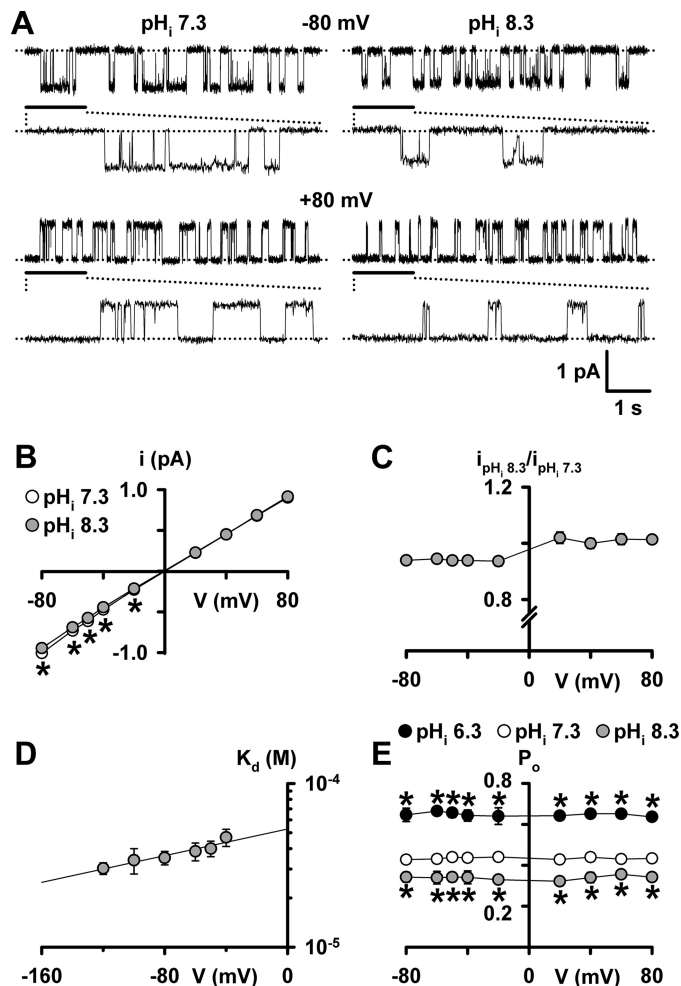 A
pHi 7.3 -80 mV pHi 8.3
+80 mV
1 pA
1 s
B
i (pA)
pHi 7.3
pHi 8.3
1.0
-80
V (mV)
80
* * * * *
-1.0
C
ipHi 8.3/ipHi 7.3
1.2
0.8
-80 0 80
V (mV)
D
Kd (M)
10-4
10-5
-160 -80 0
V (mV)
pHi 6.3 pHi 7.3 pHi 8.3
E
Po
0.8
* * * * * * * * *
* * * * * * * * *
0.2
-80 0 80
V (mV)